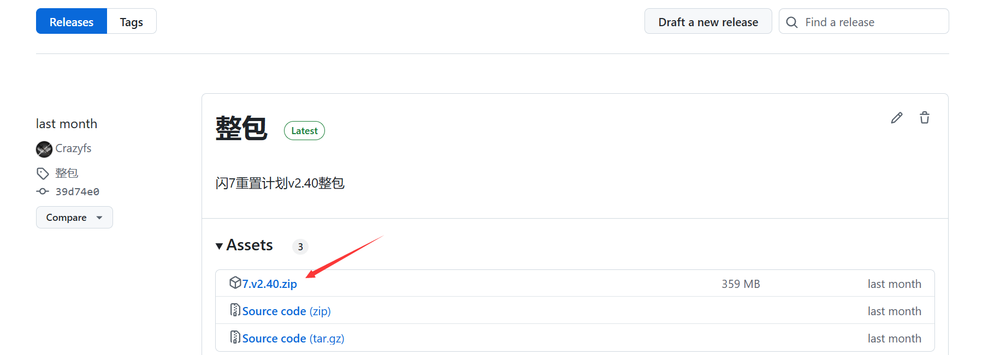 Releases Tags Draft a new release Find a release
last month
Crazyfs
整包
39d74e0
Compare
整包 Latest
闪7重置计划v2.40整包
Assets 3
7.v2.40.zip 359 MB last month
Source code (zip) last month
Source code (tar.gz) last month